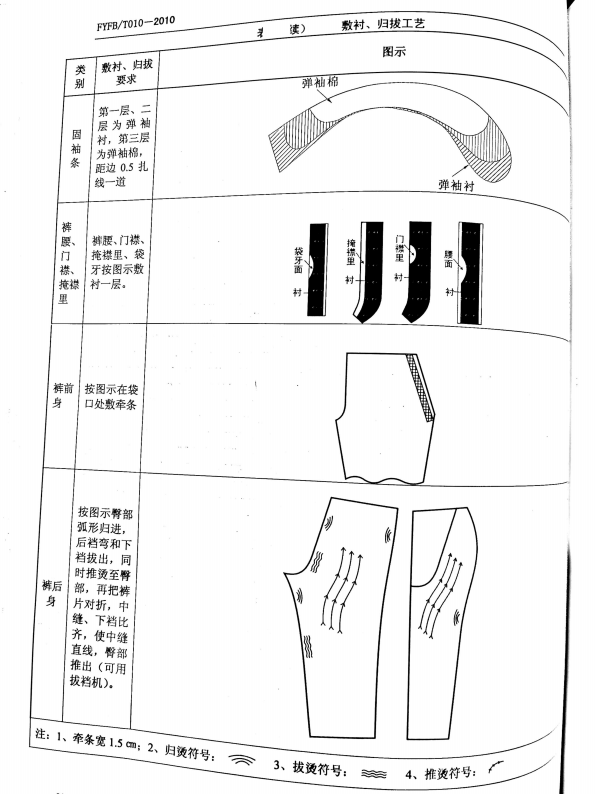 FYFB/T010—2010
表 续） 敷衬、归拔工艺
类别
敷衬、归拔
要求
图示
固袖条
第一层、二
层为弹袖
衬，第三层
为弹袖棉，
距边 0.5 扎
线一道
弹袖棉
弹袖衬
裤腰、门襟、掩襟里
裤腰、门襟、
掩襟里、袋
牙按图示敷
衬一层。
袋牙面
衬
掩襟里
衬
门襟里
衬
腰面
衬
裤前
身
按图示在袋
口处敷牵条
裤后
身
按图示臀部
弧形归进，
后裆弯和下
裆拔出，同
时推烫至臀
部，再把裤
片对折，中
缝、下裆比
齐，使中缝
直线，臀部
推出（可用
拔裆机）。
注：1、牵条宽 1.5 cm；2、归烫符号： 3、拔烫符号： 4、推烫符号：